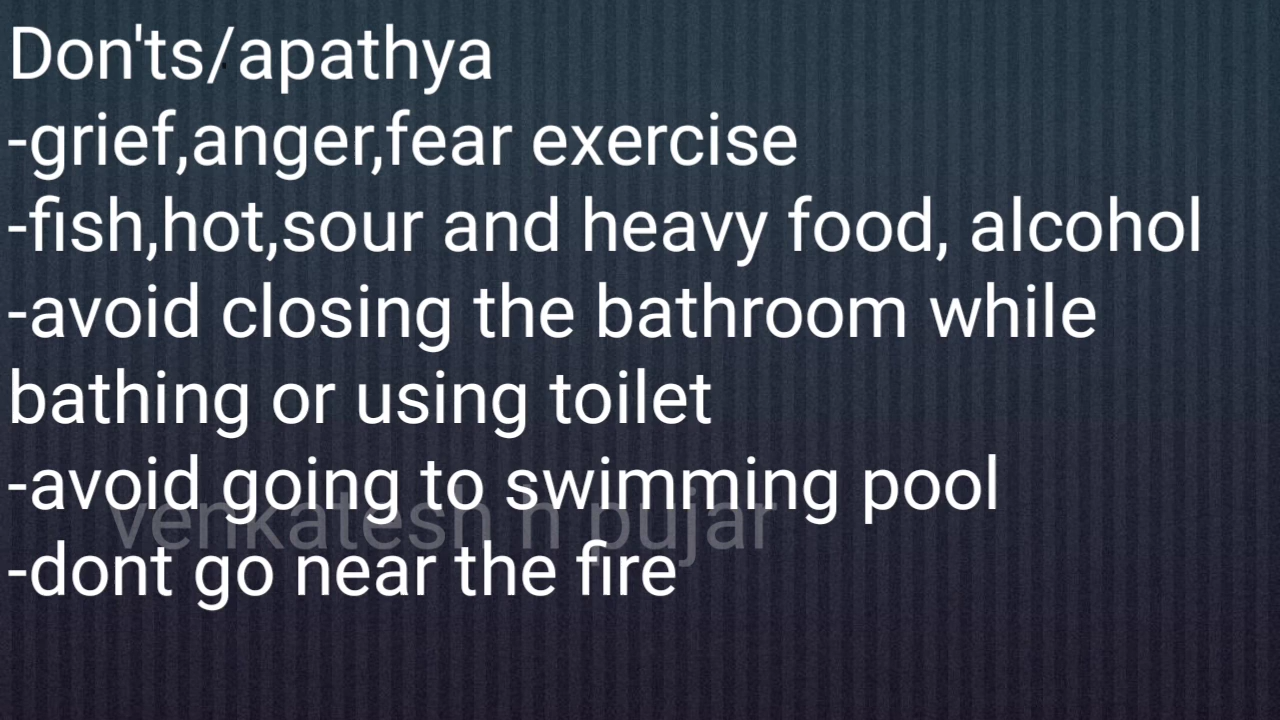 Don'ts/apathya
-grief,anger,fear exercise
-fish,hot,sour and heavy food, alcohol
-avoid closing the bathroom while
bathing or using toilet
-avoid going to swimming pool
venkatesh n pujar
-dont go near the fire